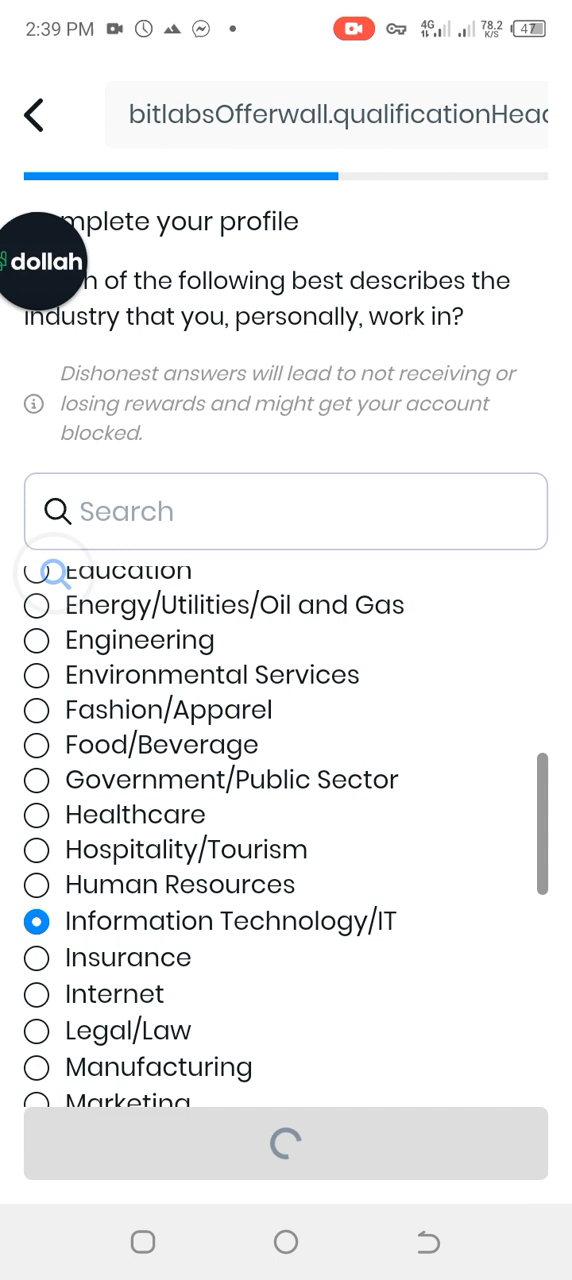 2:39 PM
4G
78.2
K/S
47
bitlabsOfferwall.qualificationHeac
mplete your profile
dollah
h of the following best describes the
industry that you, personally, work in?
Dishonest answers will lead to not receiving or
losing rewards and might get your account
blocked.
Search
Education
Energy/Utilities/Oil and Gas
Engineering
Environmental Services
Fashion/Apparel
Food/Beverage
Government/Public Sector
Healthcare
Hospitality/Tourism
Human Resources
Information Technology/IT
Insurance
Internet
Legal/Law
Manufacturing
Marketing